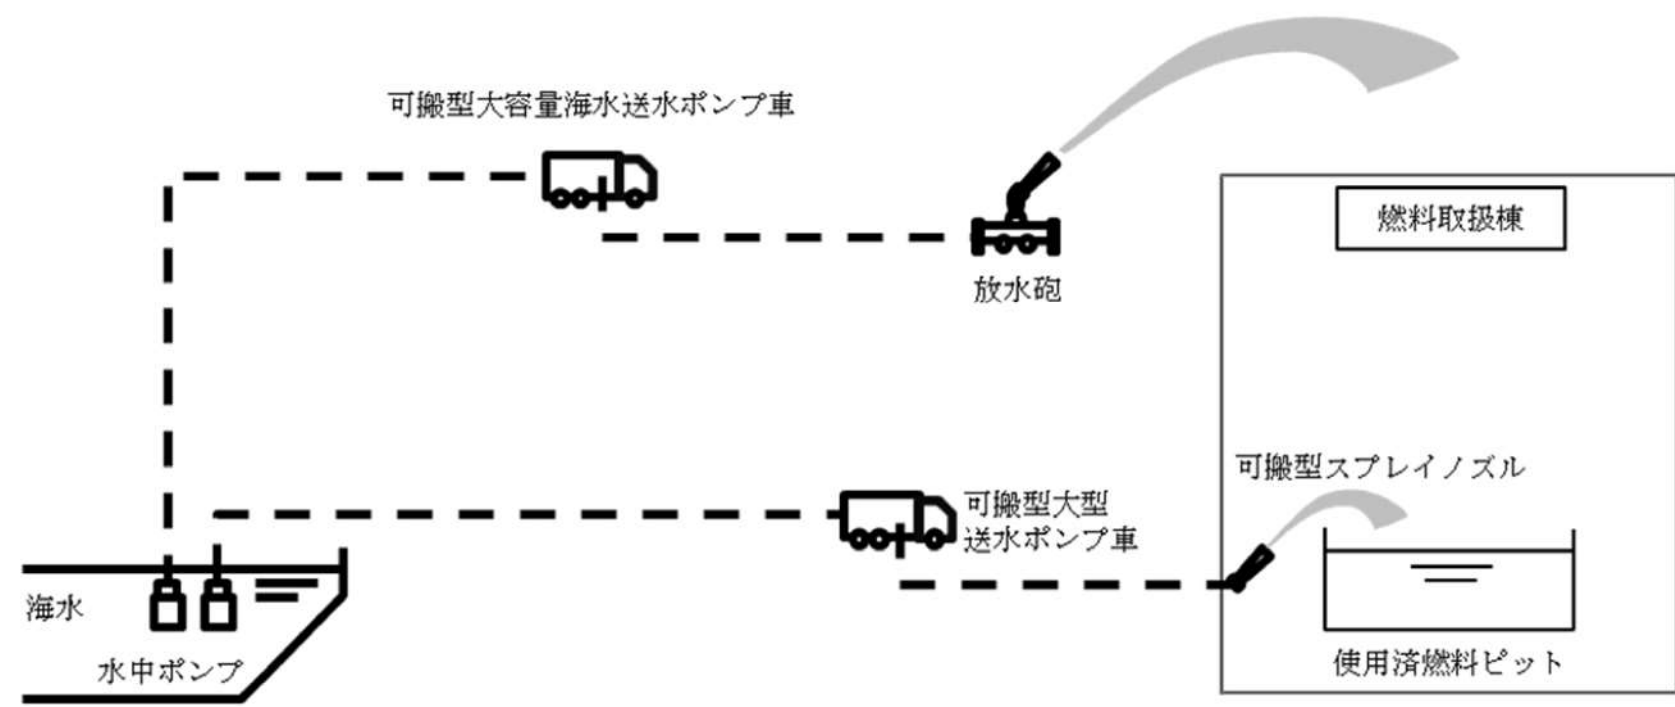 可搬型大容量海水送水ポンプ車
燃料取扱棟
放水砲
可搬型スプレイノズル
可搬型大型
送水ポンプ車
海水
水中ポンプ
使用済燃料ピット